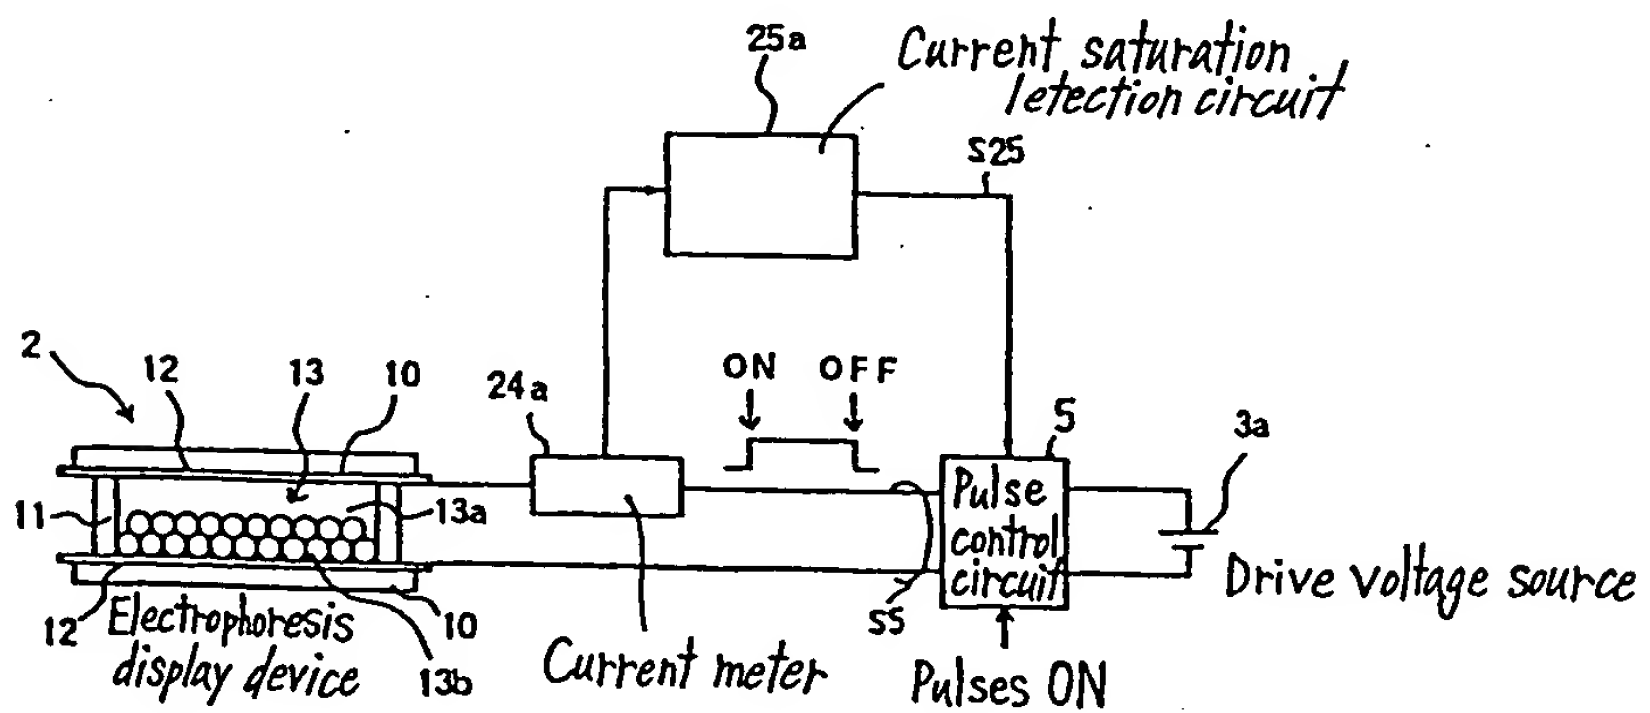 25a
Current saturation
letection circuit
S25
2
12
13
10
24a
ON
OFF
5
3a
11
13a
Pulse
control
circuit
Drive voltage source
S5
12
Electrophoresis
display device
10
13b
Current meter
Pulses ON